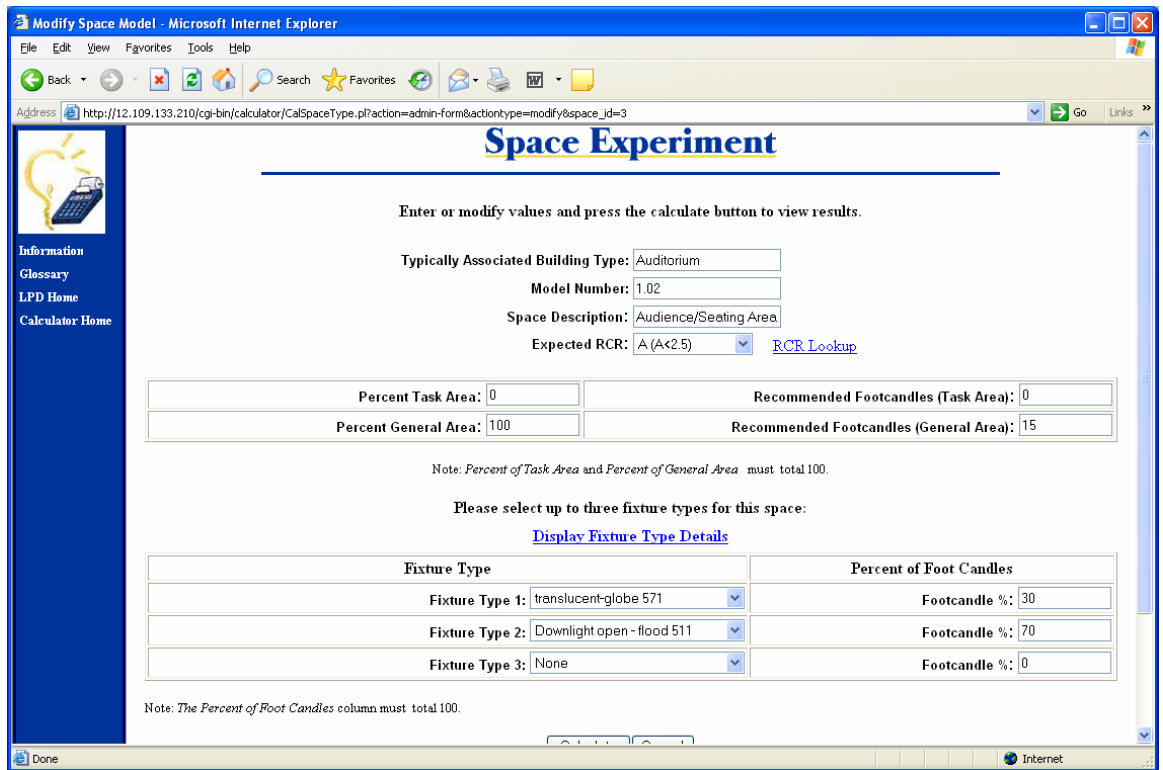 Modify Space Model - Microsoft Internet Explorer
File Edit View Favorites Tools Help
Back Search Favorites
Address http://12.109.133.210/cgi-bin/calculator/CalSpaceType.pl?action=admin-form&actiontype=modify&space_id=3 Go Links »
Space Experiment
Enter or modify values and press the calculate button to view results.
Information
Glossary
LPD Home
Calculator Home
Typically Associated Building Type: Auditorium
Model Number: 1.02
Space Description: Audience/Seating Area
Expected RCR: A (A<2.5) RCR Lookup
Percent Task Area: 0 Recommended Footcandles (Task Area): 0
Percent General Area: 100 Recommended Footcandles (General Area): 15
Note: Percent of Task Area and Percent of General Area must total 100.
Please select up to three fixture types for this space:
Display Fixture Type Details
Fixture Type Percent of Foot Candles
Fixture Type 1: translucent-globe 571 Footcandle %: 30
Fixture Type 2: Downlight open - flood 511 Footcandle %: 70
Fixture Type 3: None Footcandle %: 0
Note: The Percent of Foot Candles column must total 100.
Done Internet